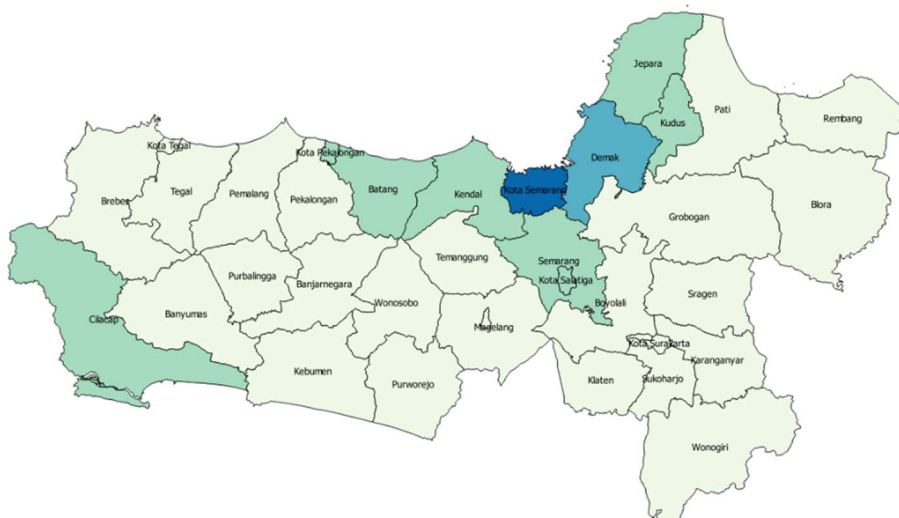 Jepara
Pati
Rembang
Kudus
Kota Tegal
Kota Pekalongan
Demak
Brebes
Tegal
Pemalang
Pekalongan
Batang
Kendal
Kota Semarang
Blora
Grobogan
Temanggung
Semarang
Purbalingga
Banjarnegara
Kota Salatiga
Sragen
Wonosobo
Boyolali
Cilacap
Banyumas
Magelang
Kota Surakarta
Karanganyar
Kebumen
Purworejo
Klaten
Sukoharjo
Wonogiri